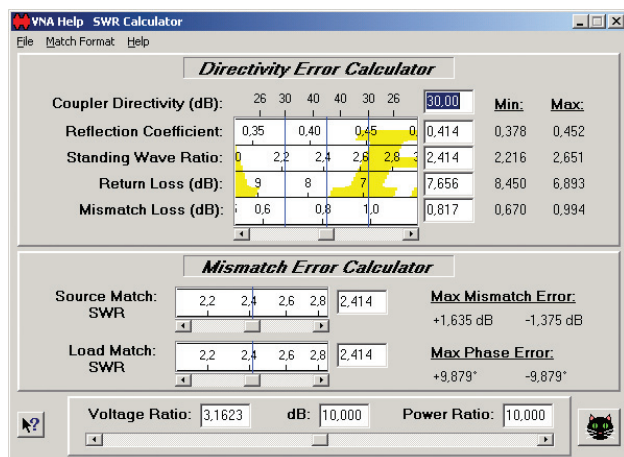 VNA Help SWR Calculator
File Match Format Help
Directivity Error Calculator
Coupler Directivity (dB): 26 30 40 40 30 26 30,00 Min: Max:
Reflection Coefficient: 0,35 0,40 0,45 0, 0,414 0,378 0,452
Standing Wave Ratio: 0 2,2 2,4 2,6 2,8 3 2,414 2,216 2,651
Return Loss (dB): 9 8 7 7,656 8,450 6,893
Mismatch Loss (dB): 0,6 0,8 1,0 0,817 0,670 0,994
Mismatch Error Calculator
Source Match: 2,2 2,4 2,6 2,8 2,414 Max Mismatch Error:
SWR +1,635 dB -1,375 dB
Load Match: 2,2 2,4 2,6 2,8 2,414 Max Phase Error:
SWR +9,879° -9,879°
Voltage Ratio: 3,1623 dB: 10,000 Power Ratio: 10,000